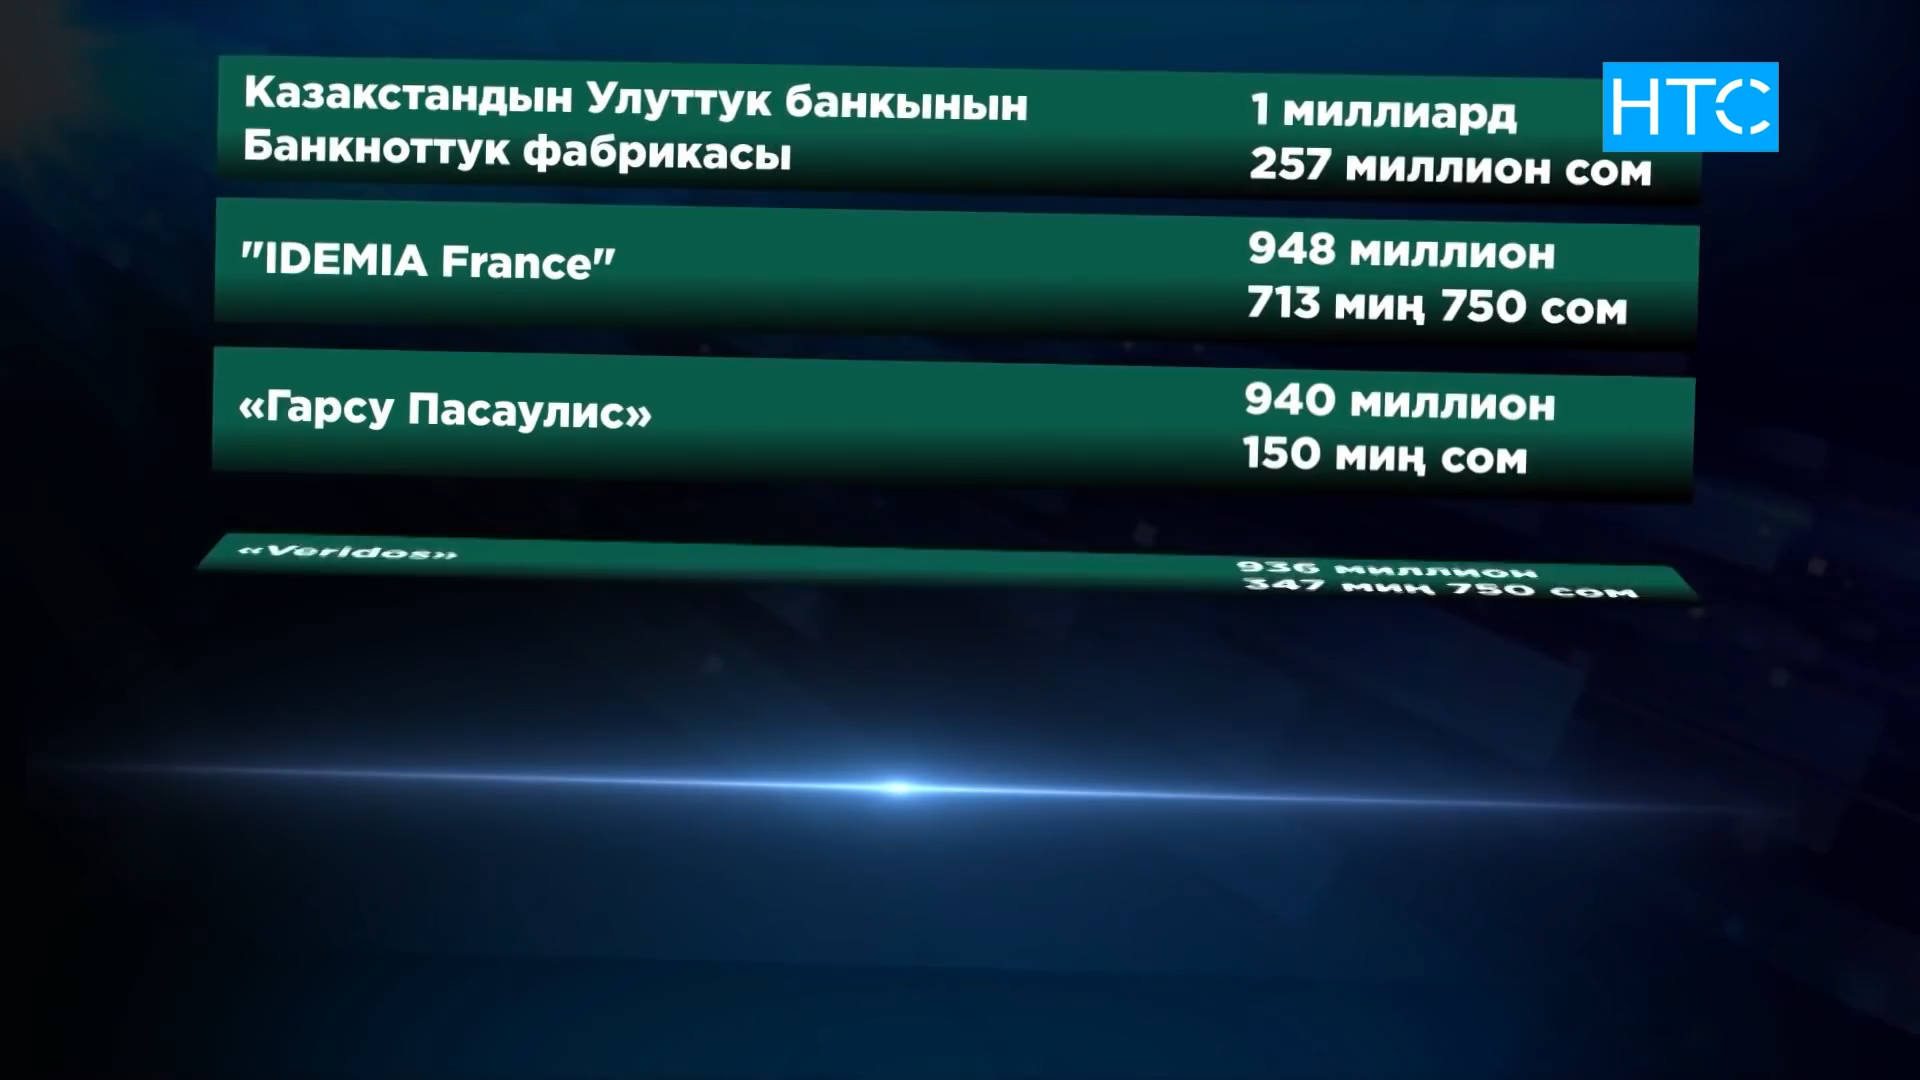 Казакстандын Улуттук банкынын
Банкноттук фабрикасы
1 миллиард
257 миллион сом
НТС
"IDEMIA France"
948 миллион
713 миң 750 сом
«Гарсу Пасаулис»
940 миллион
150 миң сом
«Veridos»
936 миллион
347 миң 750 сом